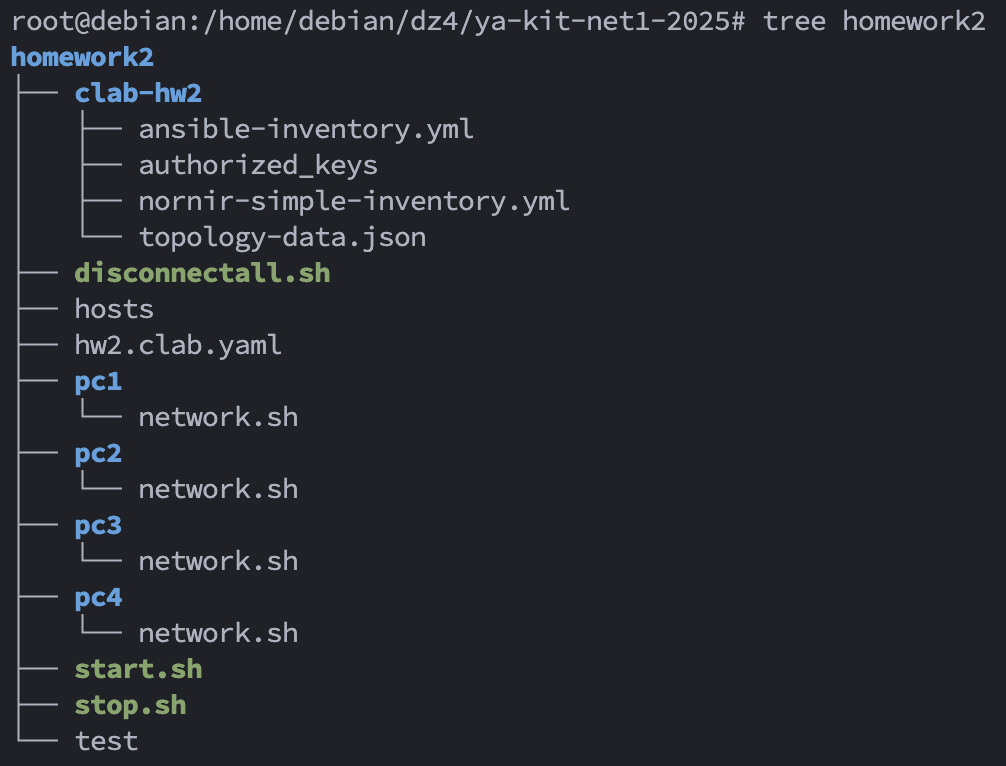 root@debian:/home/debian/dz4/ya-kit-net1-2025# tree homework2
homework2
├── clab-hw2
│   ├── ansible-inventory.yml
│   ├── authorized_keys
│   ├── nornir-simple-inventory.yml
│   └── topology-data.json
├── disconnectall.sh
├── hosts
├── hw2.clab.yaml
├── pc1
│   └── network.sh
├── pc2
│   └── network.sh
├── pc3
│   └── network.sh
├── pc4
│   └── network.sh
├── start.sh
├── stop.sh
└── test